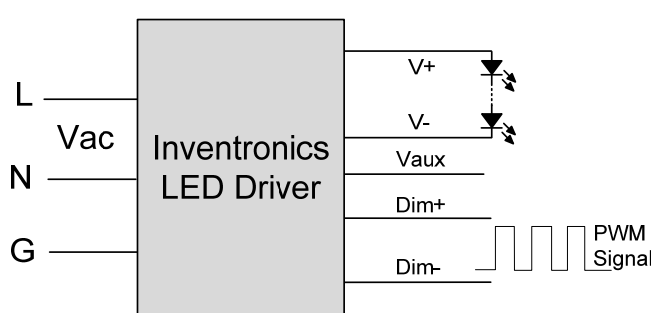 L
Vac
N
G
Inventronics
LED Driver
V+
V-
Vaux
Dim+
Dim-
PWM
Signal